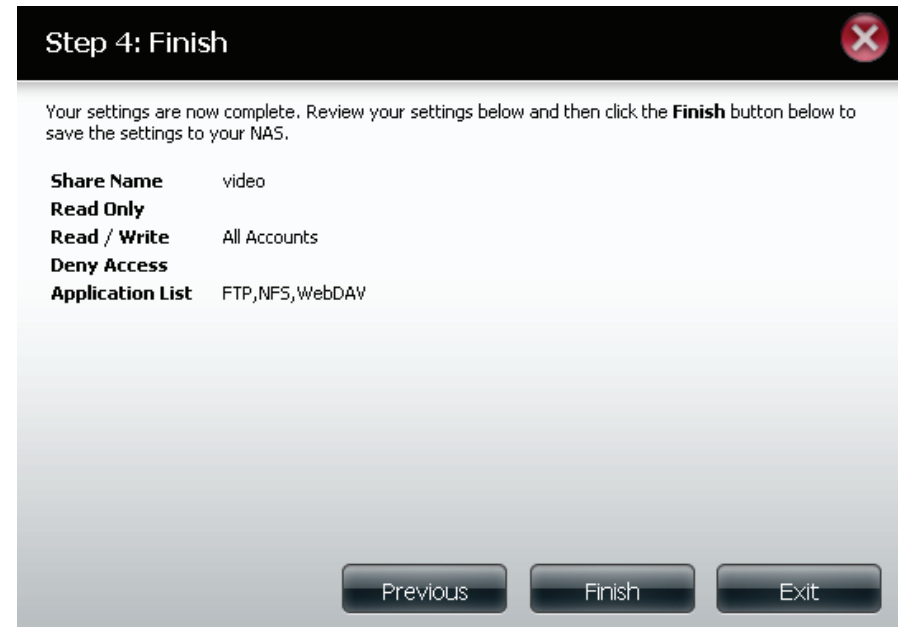 Step 4: Finish
Your settings are now complete. Review your settings below and then click the Finish button below to
save the settings to your NAS.
Share Name video
Read Only
Read / Write All Accounts
Deny Access
Application List FTP,NFS,WebDAV
Previous Finish Exit